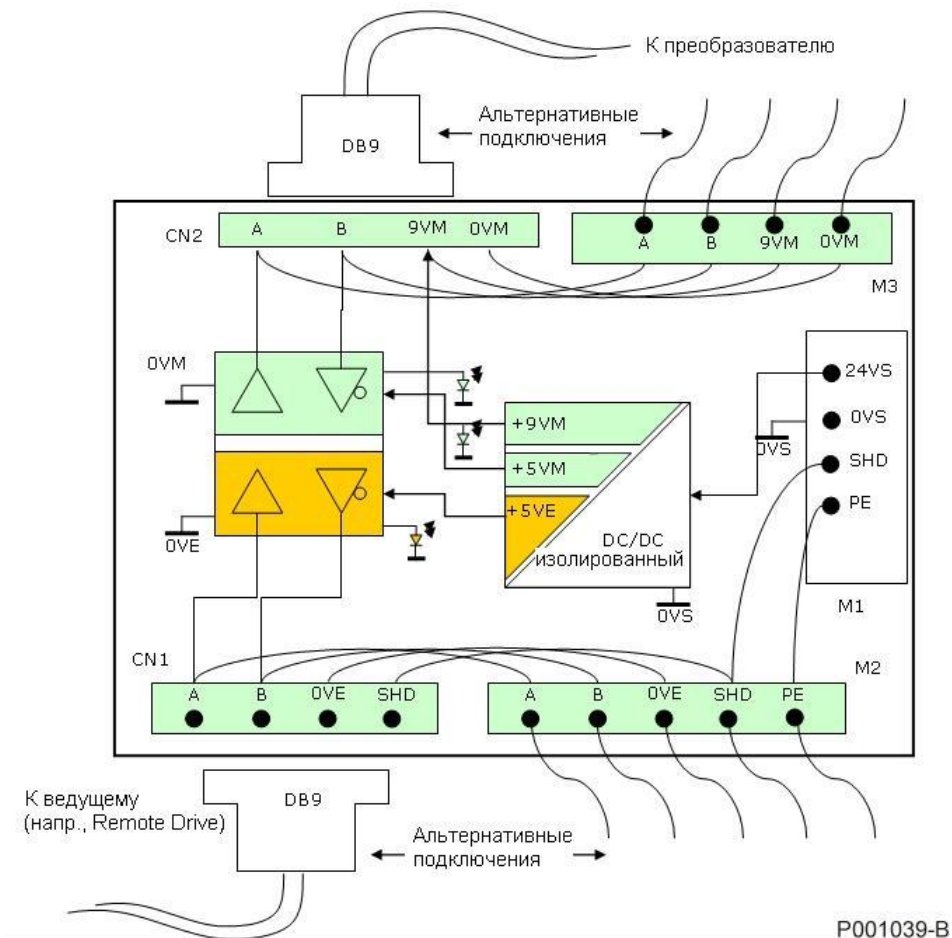 К преобразователю
Альтернативные
подключения
DB9
CN2
A B 9VM 0VM
A B 9VM 0VM
M3
0VM
24VS
0VS
0VS
SHD
PE
+9VM
+5VM
+5VE
DC/DC
изолированный
0VE
0VS
M1
CN1
M2
A B 0VE SHD
A B 0VE SHD PE
К ведущему
(напр., Remote Drive)
DB9
Альтернативные
подключения
P001039-B